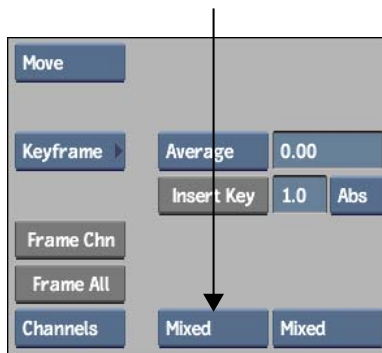 Move
Keyframe Average 0.00
Insert Key 1.0 Abs
Frame Chn
Frame All
Channels Mixed Mixed